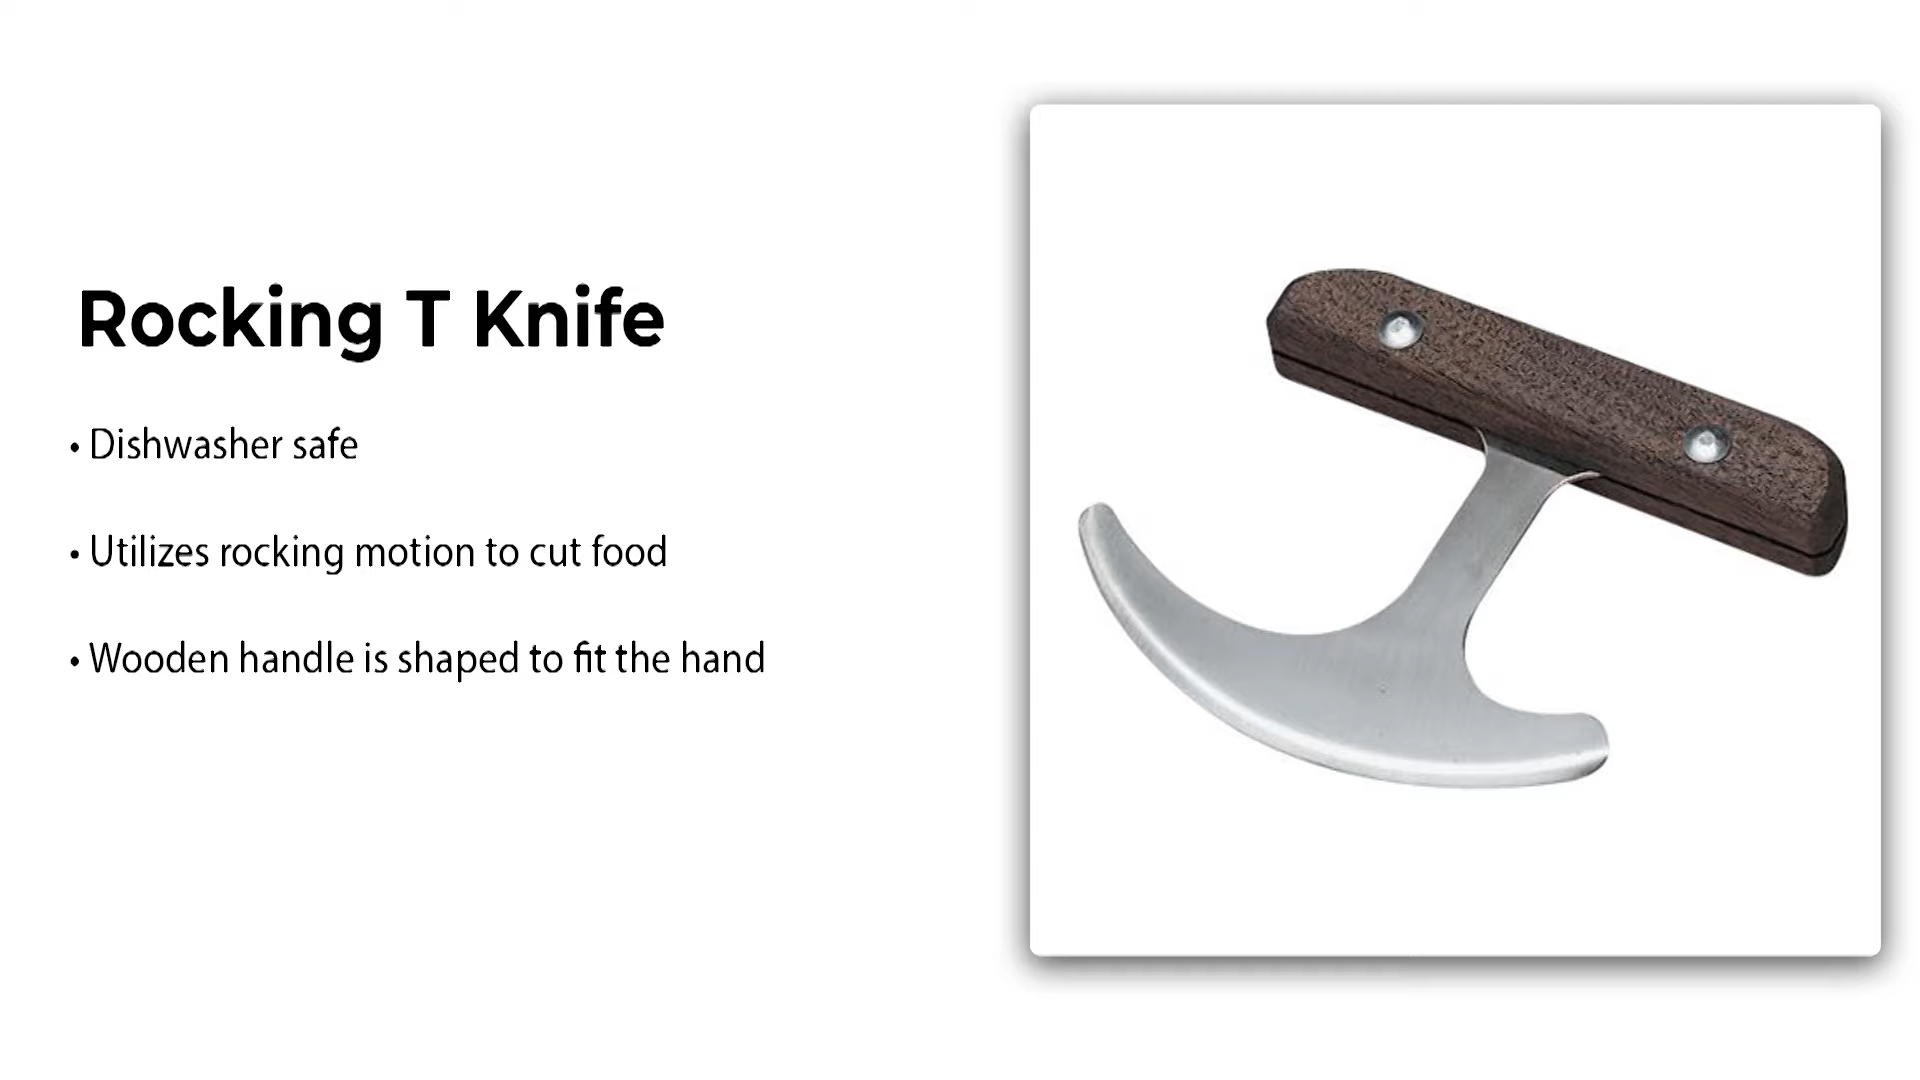 Rocking T Knife
• Dishwasher safe
• Utilizes rocking motion to cut food
• Wooden handle is shaped to fit the hand